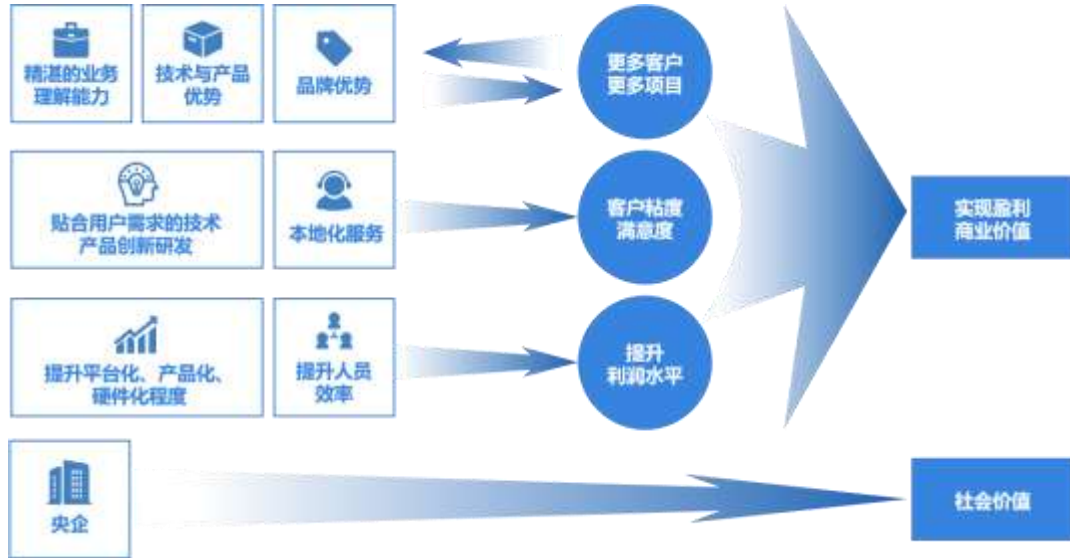 精湛的业务
理解能力
技术与产品
优势
品牌优势
更多客户
更多项目
贴合用户需求的技术
产品创新研发
本地化服务
客户粘度
满意度
实现盈利
商业价值
提升平台化、产品化、
硬件化程度
提升人员
效率
提升
利润水平
央企
社会价值